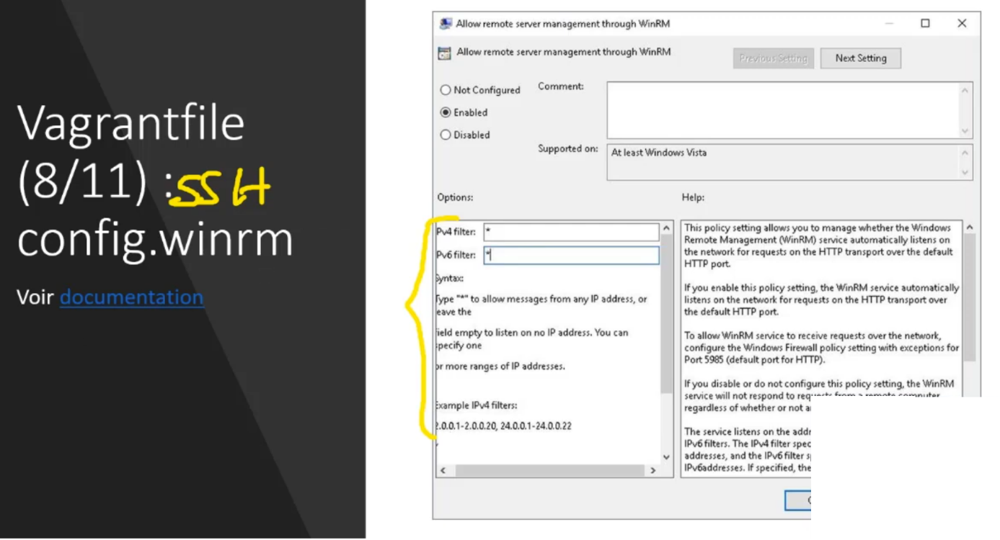 Vagrantfile
(8/11) : SSH
config.winrm
Voir documentation
Allow remote server management through WinRM
Allow remote server management through WinRM
Previous Setting
Next Setting
Not Configured
Enabled
Disabled
Comment:
Supported on:
At least Windows Vista
Options:
Help:
Pv4 filter: *
Pv6 filter: *
Syntax:
Type "*" to allow messages from any IP address, or
eave the
ield empty to listen on no IP address. You can
specify one
or more ranges of IP addresses.
Example IPv4 filters:
2.0.0.1-2.0.0.20, 24.0.0.1-24.0.0.22
This policy setting allows you to manage whether the Windows
Remote Management (WinRM) service automatically listens on
the network for requests on the HTTP transport over the default
HTTP port.
If you enable this policy setting, the WinRM service automatically
listens on the network for requests on the HTTP transport over
the default HTTP port.
To allow WinRM service to receive requests over the network,
configure the Windows Firewall policy setting with exceptions for
Port 5985 (default port for HTTP).
If you disable or do not configure this policy setting, the WinRM
service will not respond to requests from a remote computer
regardless of whether or not
The service listens on the
IPv6 filters. The IPv4 filter
addresses, and the IPv6 filter
IPv6addresses. If specified, the